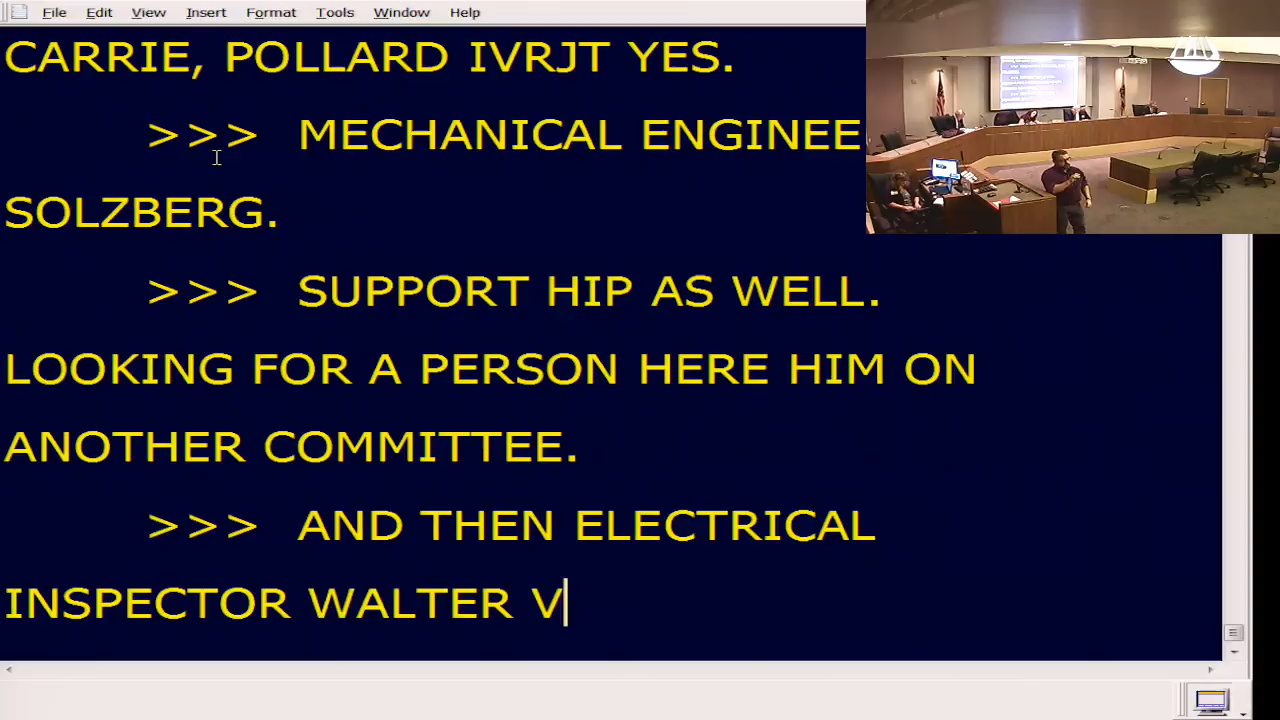 File Edit View Insert Format Tools Window Help
CARRIE, POLLARD IVRJT YES.
>>> MECHANICAL ENGINEE
SOLZBERG.
>>> SUPPORT HIP AS WELL.
LOOKING FOR A PERSON HERE HIM ON
ANOTHER COMMITTEE.
>>> AND THEN ELECTRICAL
INSPECTOR WALTER V